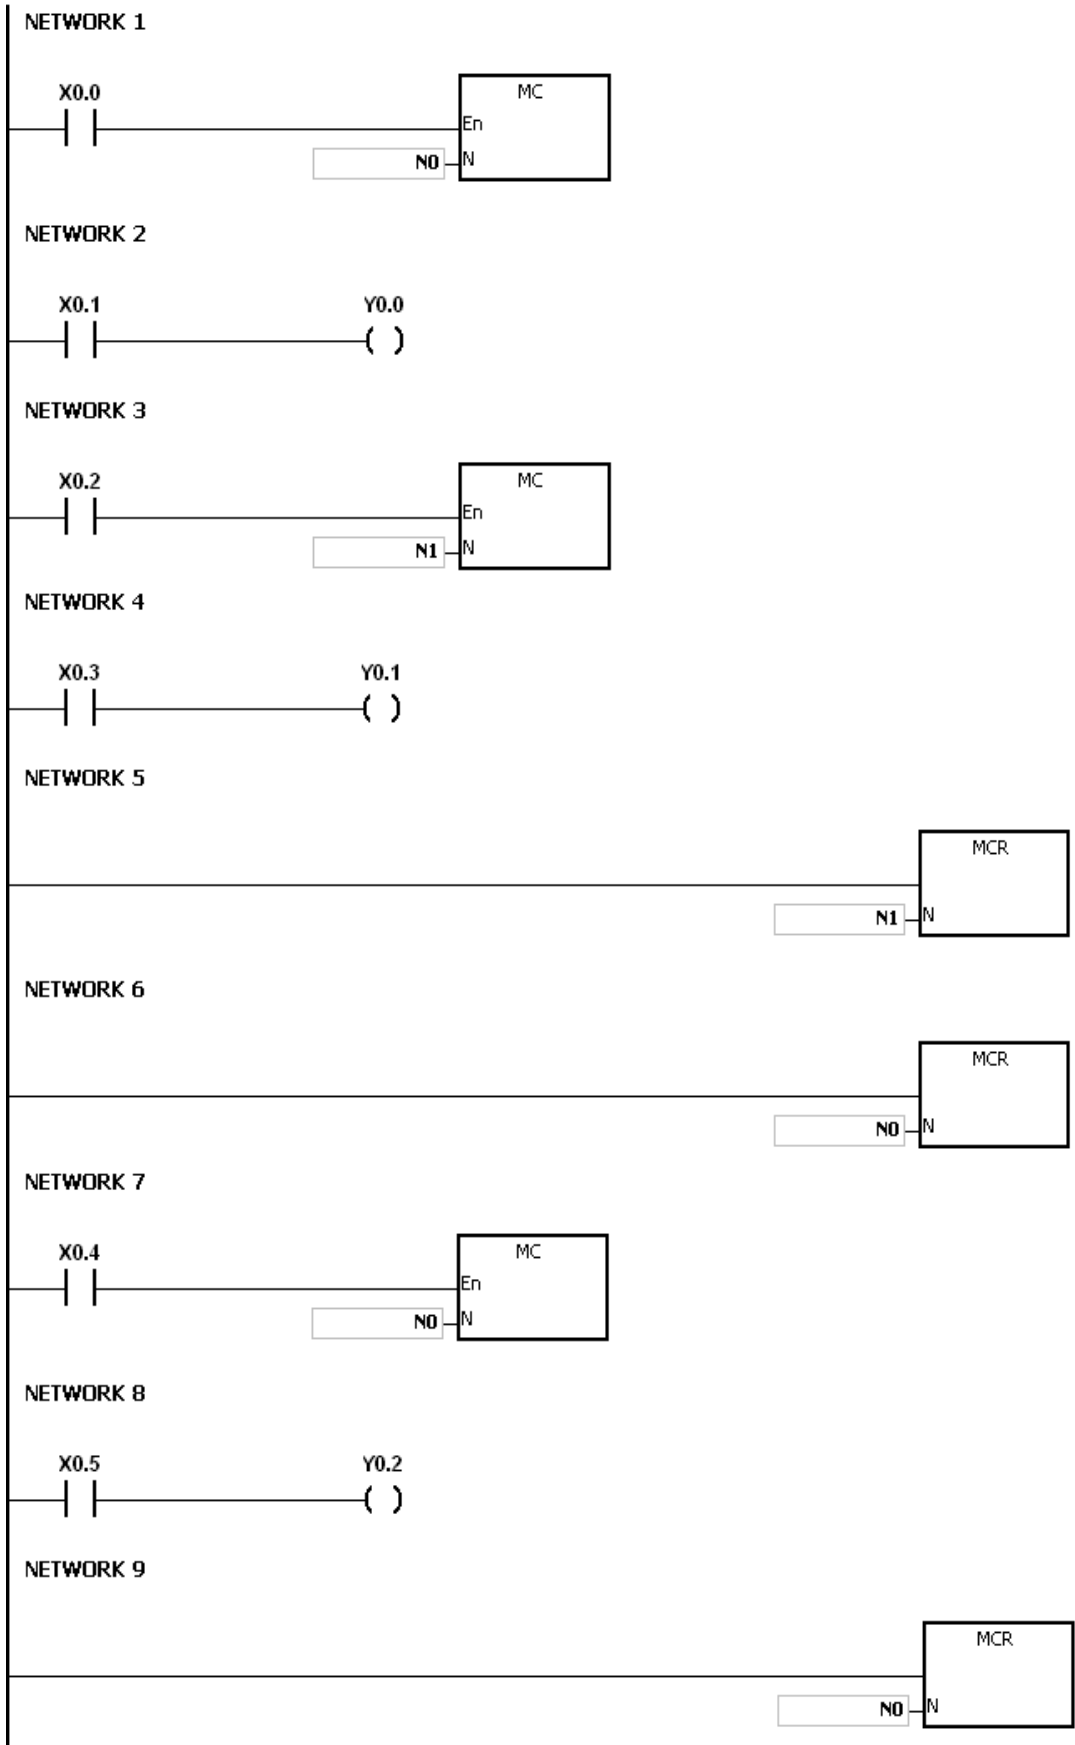 NETWORK 1
X0.0
MC
En
N0 N
NETWORK 2
X0.1 Y0.0
NETWORK 3
X0.2
MC
En
N1 N
NETWORK 4
X0.3 Y0.1
NETWORK 5
MCR
N1 N
NETWORK 6
MCR
N0 N
NETWORK 7
X0.4
MC
En
N0 N
NETWORK 8
X0.5 Y0.2
NETWORK 9
MCR
N0 N